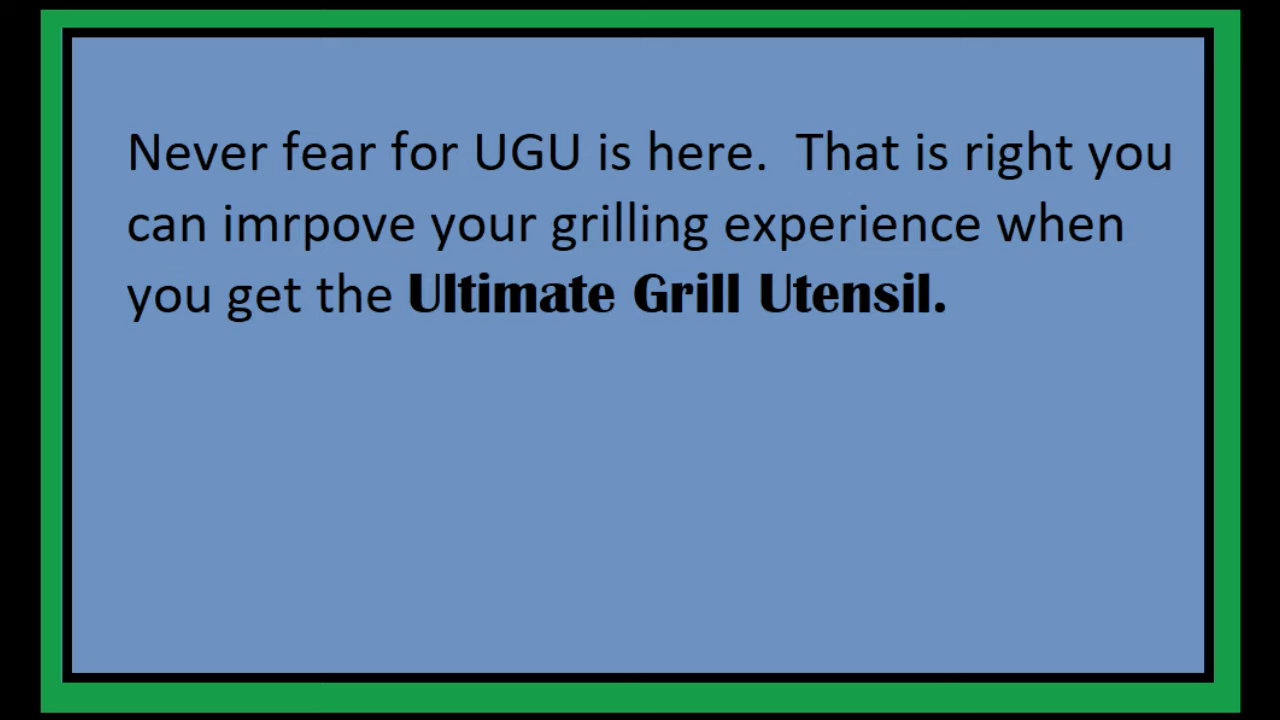 Never fear for UGU is here.  That is right you
can imrpove your grilling experience when
you get the Ultimate Grill Utensil.